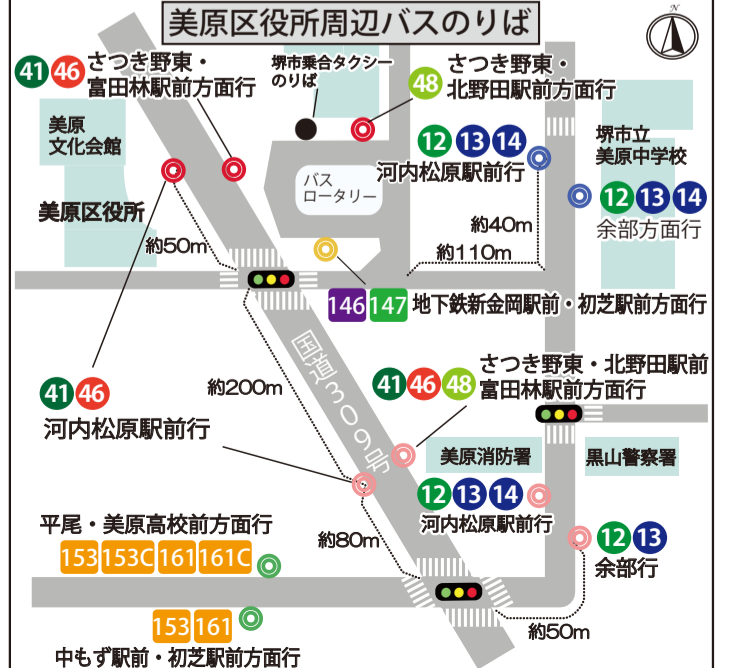 美原区役所周辺バスのりば
N
41 46 さつき野東・
富田林駅前方面行
堺市乗合タクシー
のりば
48 さつき野東・
北野田駅前方面行
美原
文化会館
美原区役所
バス
ロータリー
12 13 14
河内松原駅前行
堺市立
美原中学校
12 13 14
余部方面行
約40m
約110m
約50m
146 147 地下鉄新金岡駅前・初芝駅前方面行
国道309号
約200m
41 46
河内松原駅前行
41 46 48 さつき野東・北野田駅前
富田林駅前方面行
美原消防署
黒山警察署
12 13 14
河内松原駅前行
12 13
余部行
約80m
平尾・美原高校前方面行
153 153C 161 161C
153 161
中もず駅前・初芝駅前方面行
約50m